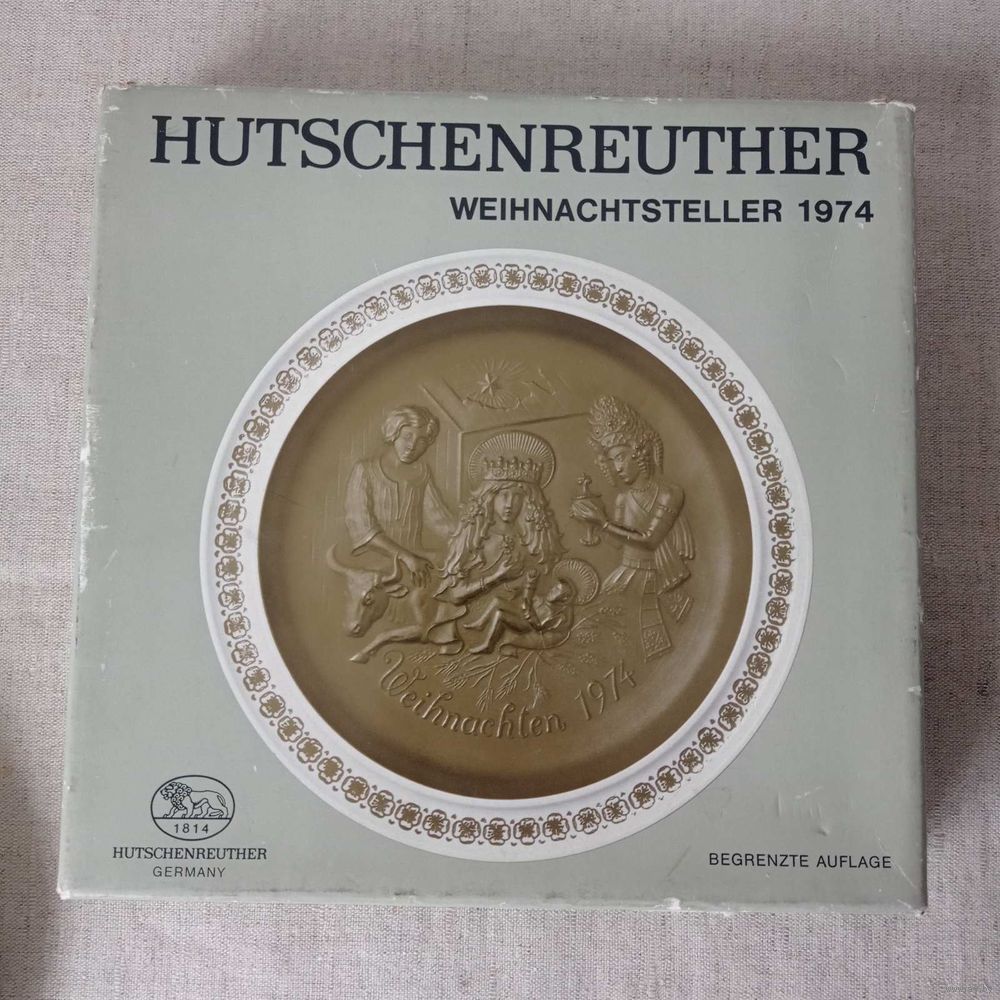 HUTSCHENREUTHER
WEIHNACHTSTELLER 1974
Weihnachten 1974
1814
HUTSCHENREUTHER
GERMANY
BEGRENZTE AUFLAGE